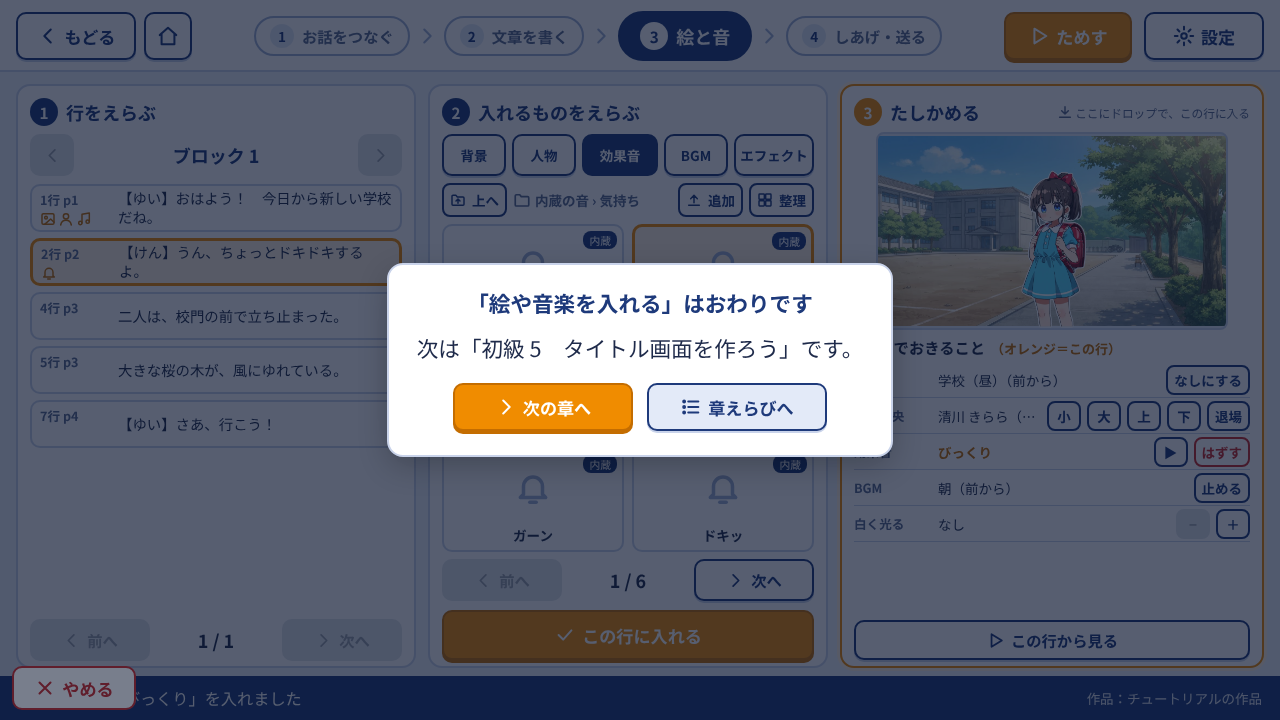 もどる
1 お話をつなぐ
2 文章を書く
3 絵と音
4 しあげ・送る
ためす
設定
1 行をえらぶ
ブロック 1
1行 p1
【ゆい】おはよう！　今日から新しい学校
だね。
2行 p2
【けん】うん、ちょっとドキドキする
よ。
4行 p3
二人は、校門の前で立ち止まった。
5行 p3
大きな桜の木が、風にゆれている。
7行 p4
【ゆい】さあ、行こう！
前へ
1 / 1
次へ
2 入れるものをえらぶ
背景
人物
効果音
BGM
エフェクト
上へ
内蔵の音 › 気持ち
追加
整理
内蔵
内蔵
内蔵
内蔵
ガーン
ドキッ
前へ
1 / 6
次へ
この行に入れる
3 たしかめる
ここにドロップで、この行に入る
でおきること （オレンジ＝この行）
学校（昼）（前から）
なしにする
央
清川 きらら（…
小
大
上
下
退場
びっくり
はずす
BGM
朝（前から）
止める
白く光る
なし
−
+
この行から見る
「絵や音楽を入れる」はおわりです
次は「初級 5　タイトル画面を作ろう」です。
次の章へ
章えらびへ
やめる
びっくり」を入れました
作品：チュートリアルの作品